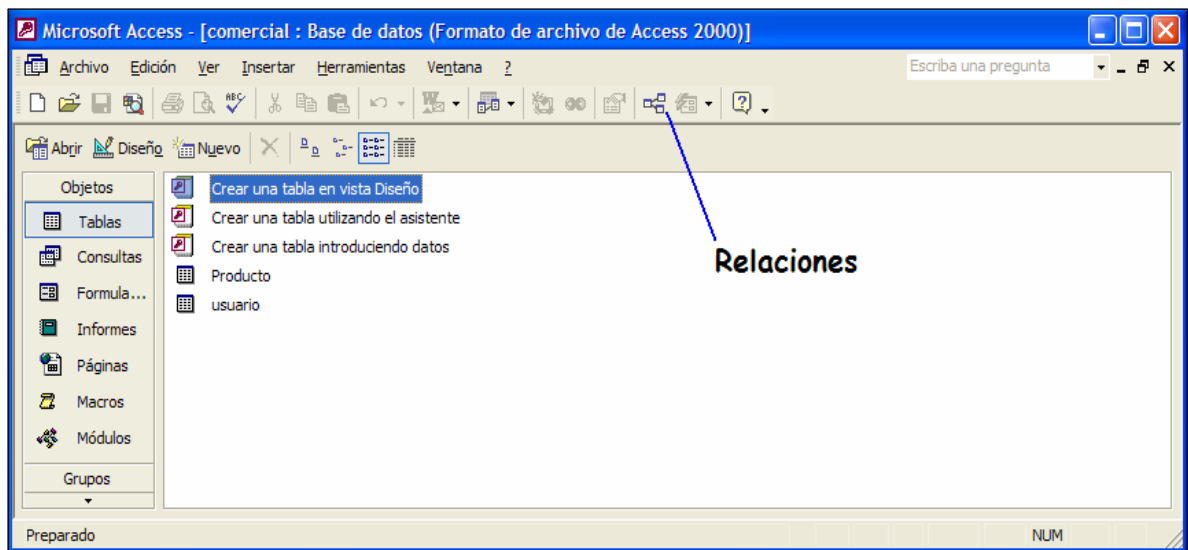 Microsoft Access - [comercial : Base de datos (Formato de archivo de Access 2000)]
Archivo Edición Ver Insertar Herramientas Ventana ? Escriba una pregunta
Abrir Diseño Nuevo
Objetos
Tablas
Consultas
Formula...
Informes
Páginas
Macros
Módulos
Grupos
Crear una tabla en vista Diseño
Crear una tabla utilizando el asistente
Crear una tabla introduciendo datos
Producto
usuario
Relaciones
Preparado NUM